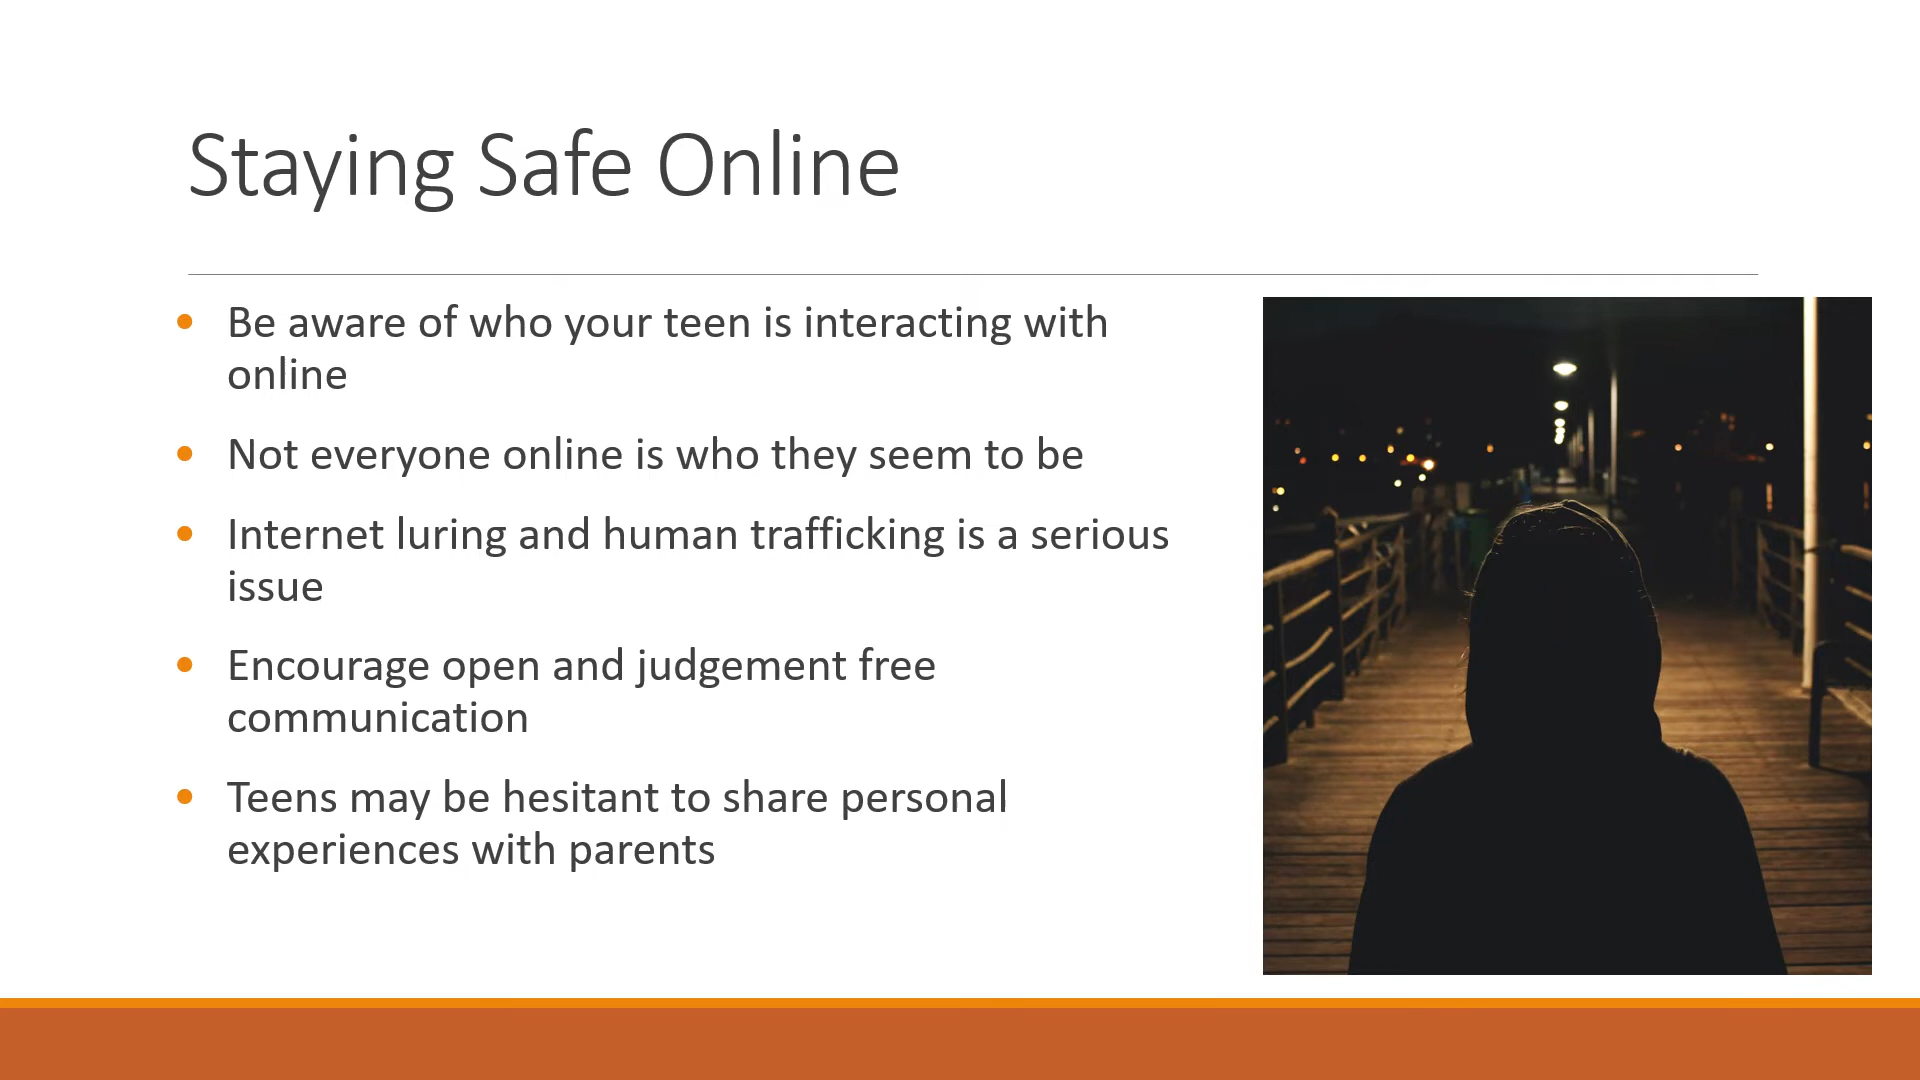 Staying Safe Online
Be aware of who your teen is interacting with
online
Not everyone online is who they seem to be
Internet luring and human trafficking is a serious
issue
Encourage open and judgement free
communication
Teens may be hesitant to share personal
experiences with parents